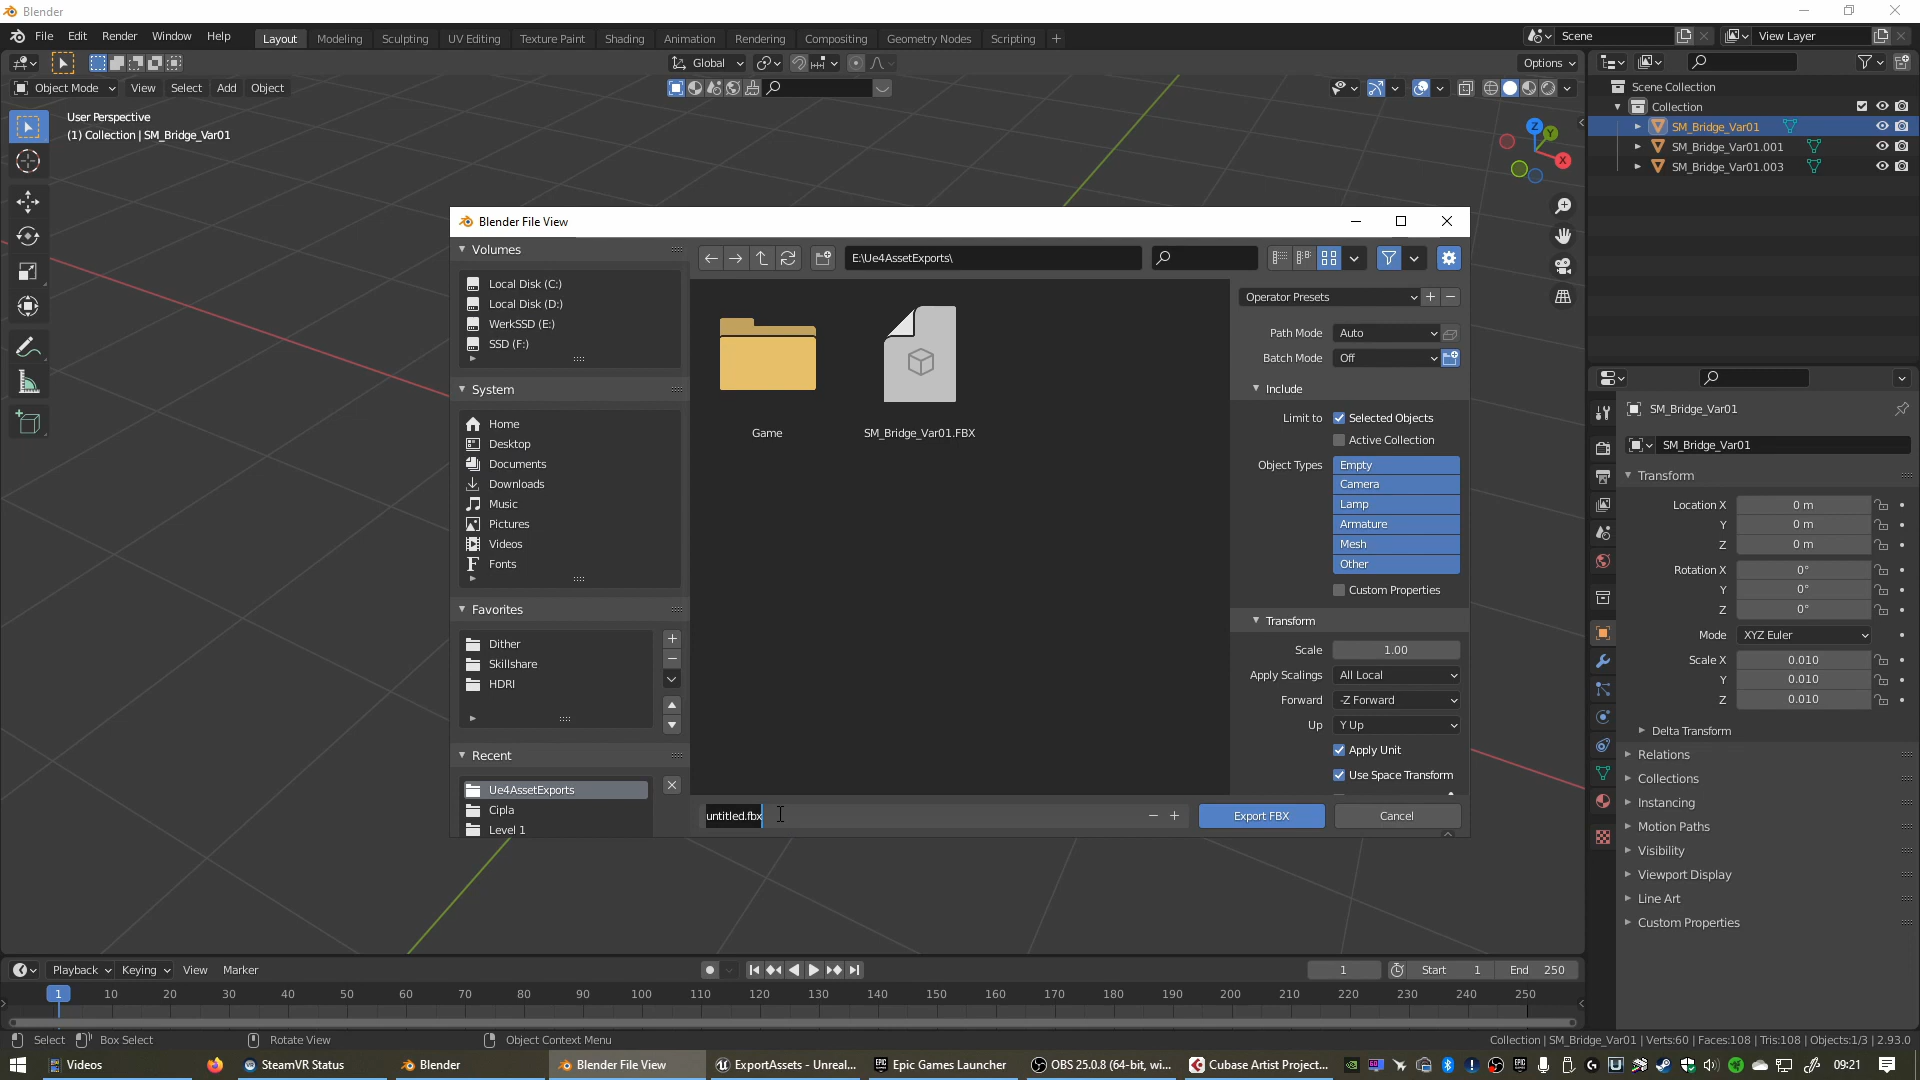 Blender
File Edit Render Window Help
Layout Modeling Sculpting UV Editing Texture Paint Shading Animation Rendering Compositing Geometry Nodes Scripting +
Scene
View Layer
Global
Options
Object Mode View Select Add Object
User Perspective
(1) Collection | SM_Bridge_Var01
Z
Y
X
Scene Collection
Collection
SM_Bridge_Var01
SM_Bridge_Var01.001
SM_Bridge_Var01.003
Blender File View
Volumes
Local Disk (C:)
Local Disk (D:)
WerkSSD (E:)
SSD (F:)
System
Home
Desktop
Documents
Downloads
Music
Pictures
Videos
Fonts
Favorites
Dither
Skillshare
HDRI
Recent
Ue4AssetExports
Cipla
Level 1
E:\Ue4AssetExports\
Game
SM_Bridge_Var01.FBX
Operator Presets
Path Mode Auto
Batch Mode Off
Include
Limit to Selected Objects
Active Collection
Object Types Empty
Camera
Lamp
Armature
Mesh
Other
Custom Properties
Transform
Scale 1.00
Apply Scalings All Local
Forward -Z Forward
Up Y Up
Apply Unit
Use Space Transform
untitled.fbx
Export FBX
Cancel
SM_Bridge_Var01
SM_Bridge_Var01
Transform
Location X 0 m
Y 0 m
Z 0 m
Rotation X 0°
Y 0°
Z 0°
Mode XYZ Euler
Scale X 0.010
Y 0.010
Z 0.010
Delta Transform
Relations
Collections
Instancing
Motion Paths
Visibility
Viewport Display
Line Art
Custom Properties
Playback Keying View Marker
1
Start 1
End 250
1 10 20 30 40 50 60 70 80 90 100 110 120 130 140 150 160 170 180 190 200 210 220 230 240 250
Select Box Select Rotate View Object Context Menu
Collection | SM_Bridge_Var01 | Verts:60 | Faces:108 | Tris:108 | Objects:1/3 | 2.93.0
Videos
SteamVR Status
Blender
Blender File View
ExportAssets - Unreal...
Epic Games Launcher
OBS 25.0.8 (64-bit, wi...
Cubase Artist Project...
09:21